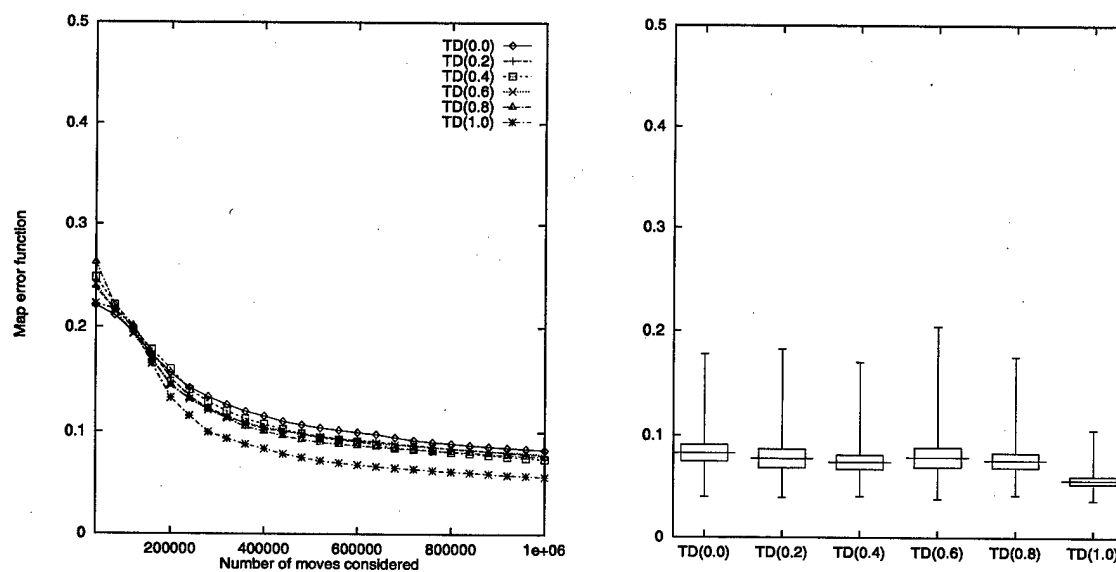 0.5
0.4
0.3
0.2
0.1
0
Map error function
TD(0.0)
TD(0.2)
TD(0.4)
TD(0.6)
TD(0.8)
TD(1.0)
200000 400000 600000 800000 1e+06
Number of moves considered
0.5
0.4
0.3
0.2
0.1
0
TD(0.0) TD(0.2) TD(0.4) TD(0.6) TD(0.8) TD(1.0)